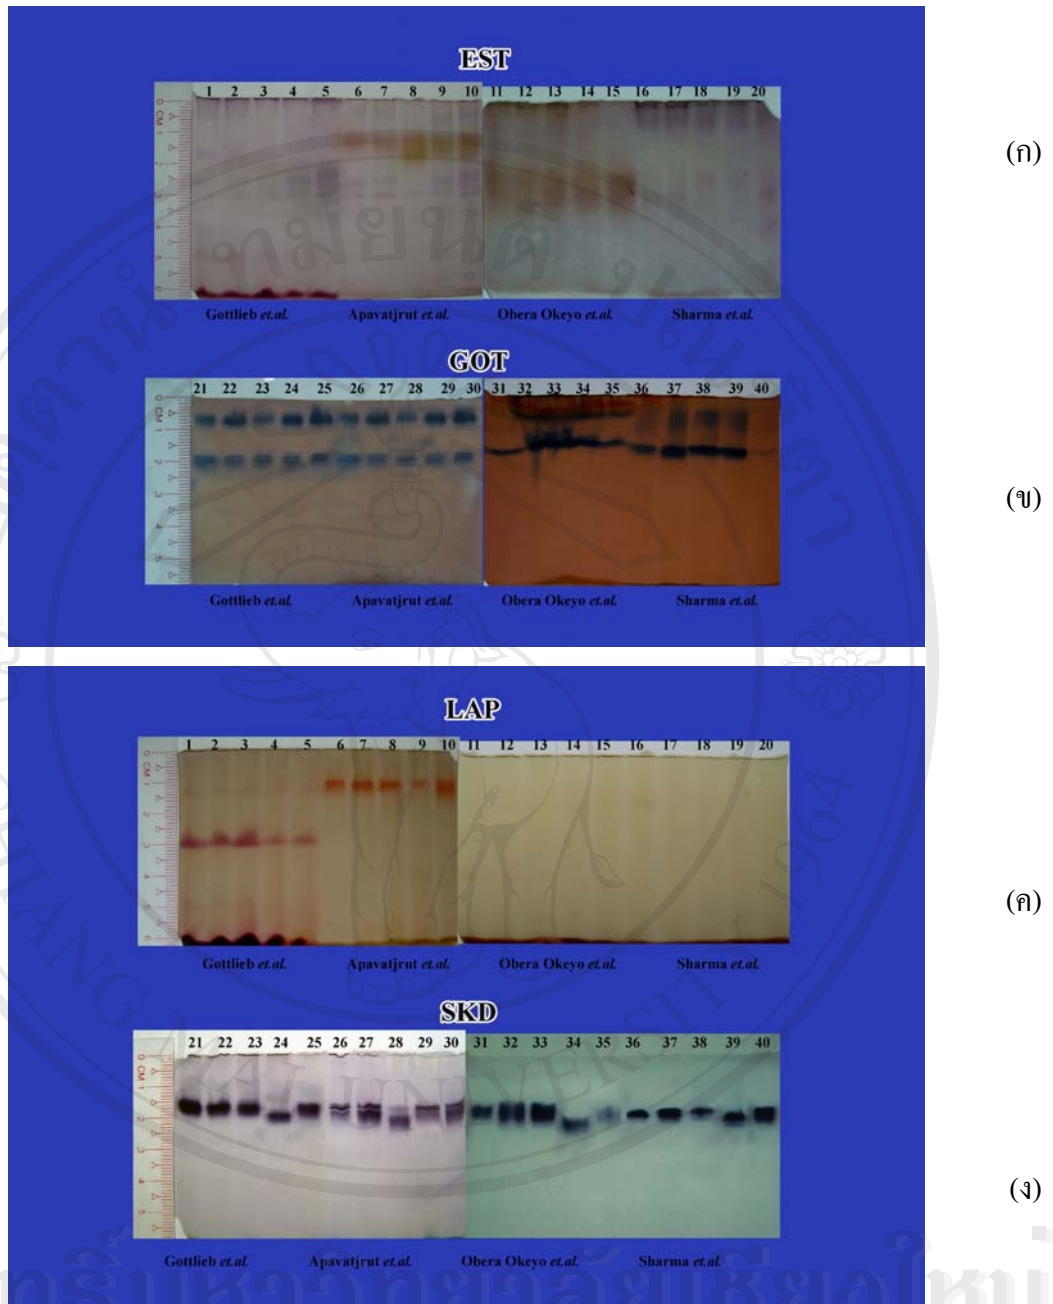 EST
1 2 3 4 5 6 7 8 9 10 11 12 13 14 15 16 17 18 19 20
(ก)
Gottlieb et.al. Apavatjrut et.al. Obera Okeyo et.al. Sharma et.al.
GOT
21 22 23 24 25 26 27 28 29 30 31 32 33 34 35 36 37 38 39 40
(ข)
Gottlieb et.al. Apavatjrut et.al. Obera Okeyo et.al. Sharma et.al.
LAP
1 2 3 4 5 6 7 8 9 10 11 12 13 14 15 16 17 18 19 20
(ค)
Gottlieb et.al. Apavatjrut et.al. Obera Okeyo et.al. Sharma et.al.
SKD
21 22 23 24 25 26 27 28 29 30 31 32 33 34 35 36 37 38 39 40
(ง)
Gottlieb et.al. Apavatjrut et.al. Obera Okeyo et.al. Sharma et.al.